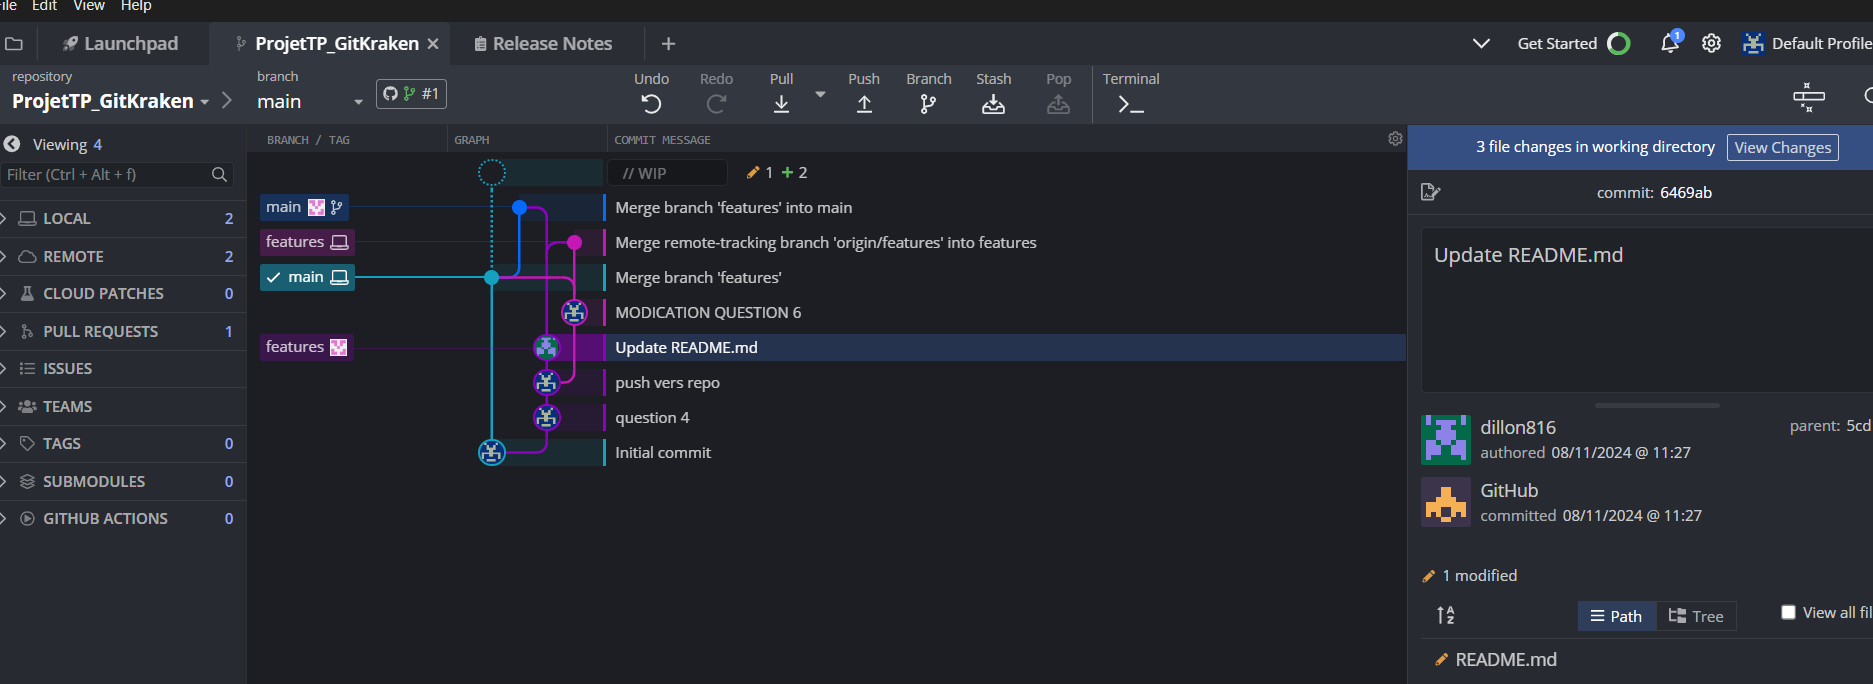 File Edit View Help
Launchpad ProjetTP_GitKraken Release Notes Get Started 1 Default Profile
repository branch Undo Redo Pull Push Branch Stash Pop Terminal
ProjetTP_GitKraken main #1
Viewing 4 BRANCH / TAG GRAPH COMMIT MESSAGE 3 file changes in working directory View Changes
Filter (Ctrl + Alt + f) // WIP 1 2 commit: 6469ab
LOCAL 2 main Merge branch 'features' into main
features Merge remote-tracking branch 'origin/features' into features
REMOTE 2 Update README.md
main Merge branch 'features'
CLOUD PATCHES 0
MODICATION QUESTION 6
PULL REQUESTS 1
features Update README.md
ISSUES
push vers repo
TEAMS
question 4 dillon816 parent: 5cd
TAGS 0
Initial commit authored 08/11/2024 @ 11:27
SUBMODULES 0 GitHub
GITHUB ACTIONS 0 committed 08/11/2024 @ 11:27
1 modified
Path Tree View all fil
README.md